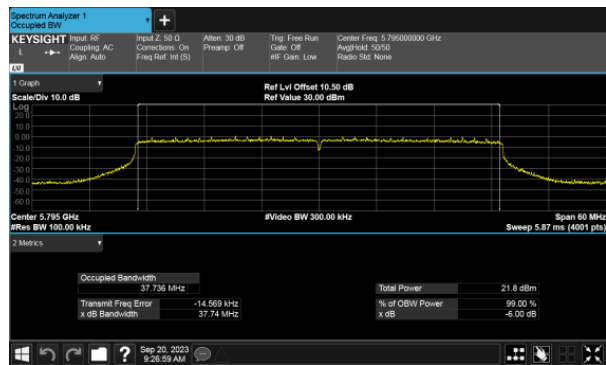 Spectrum Analyzer 1
Occupied BW
+
KEYSIGHT Input: RF Input Z: 50 Ω Atten: 30 dB Trig: Free Run Center Freq: 5.795000000 GHz
L Coupling: AC Corrections: On Preamp: Off Gate: Off Avg|Hold: 50/50
Align: Auto Freq Ref: Int (S) #IF Gain: Low Radio Std: None
LXI
1 Graph
Ref Lvl Offset 10.50 dB
Scale/Div 10.0 dB Ref Value 30.00 dBm
Log
20.0
10.0
0.00
-10.0
-20.0
-30.0
-40.0
-50.0
-60.0
Center 5.795 GHz #Video BW 300.00 kHz Span 60 MHz
#Res BW 100.00 kHz Sweep 5.87 ms (4001 pts)
2 Metrics
Occupied Bandwidth
37.736 MHz Total Power 21.8 dBm
Transmit Freq Error -14.569 kHz % of OBW Power 99.00 %
x dB Bandwidth 37.74 MHz x dB -6.00 dB
? Sep 20, 2023
9:26:59 AM